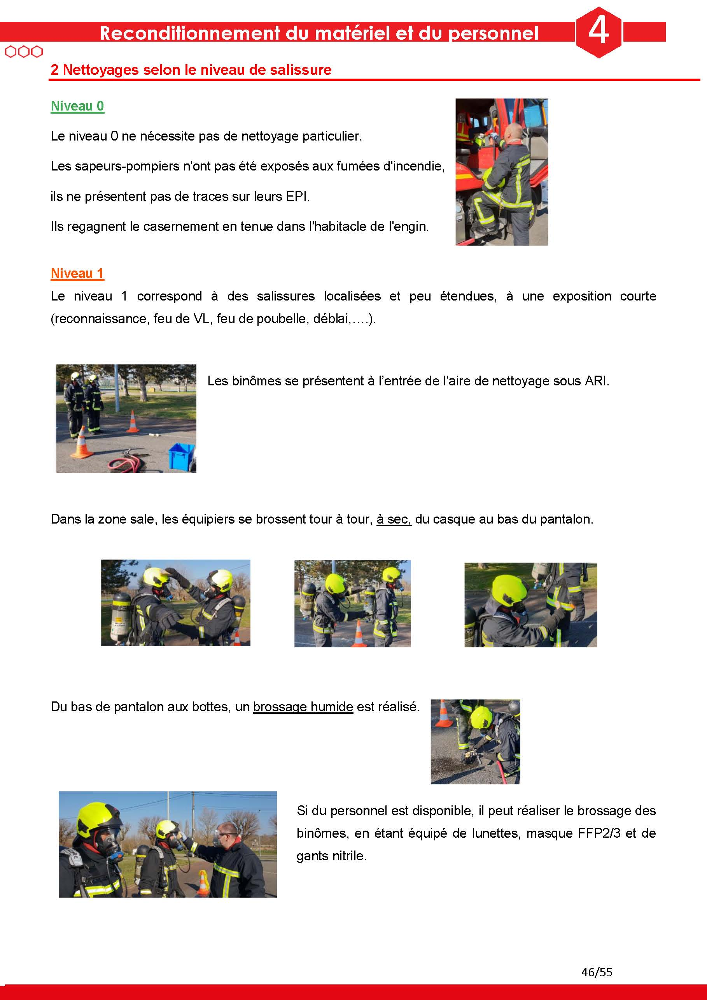 Reconditionnement du matériel et du personnel
4
2 Nettoyages selon le niveau de salissure
Niveau 0
Le niveau 0 ne nécessite pas de nettoyage particulier.
Les sapeurs-pompiers n'ont pas été exposés aux fumées d'incendie,
ils ne présentent pas de traces sur leurs EPI.
Ils regagnent le casernement en tenue dans l'habitacle de l'engin.
Niveau 1
Le niveau 1 correspond à des salissures localisées et peu étendues, à une exposition courte
(reconnaissance, feu de VL, feu de poubelle, déblai,….).
Les binômes se présentent à l’entrée de l’aire de nettoyage sous ARI.
Dans la zone sale, les équipiers se brossent tour à tour, à sec, du casque au bas du pantalon.
Du bas de pantalon aux bottes, un brossage humide est réalisé.
Si du personnel est disponible, il peut réaliser le brossage des
binômes, en étant équipé de lunettes, masque FFP2/3 et de
gants nitrile.
46/55